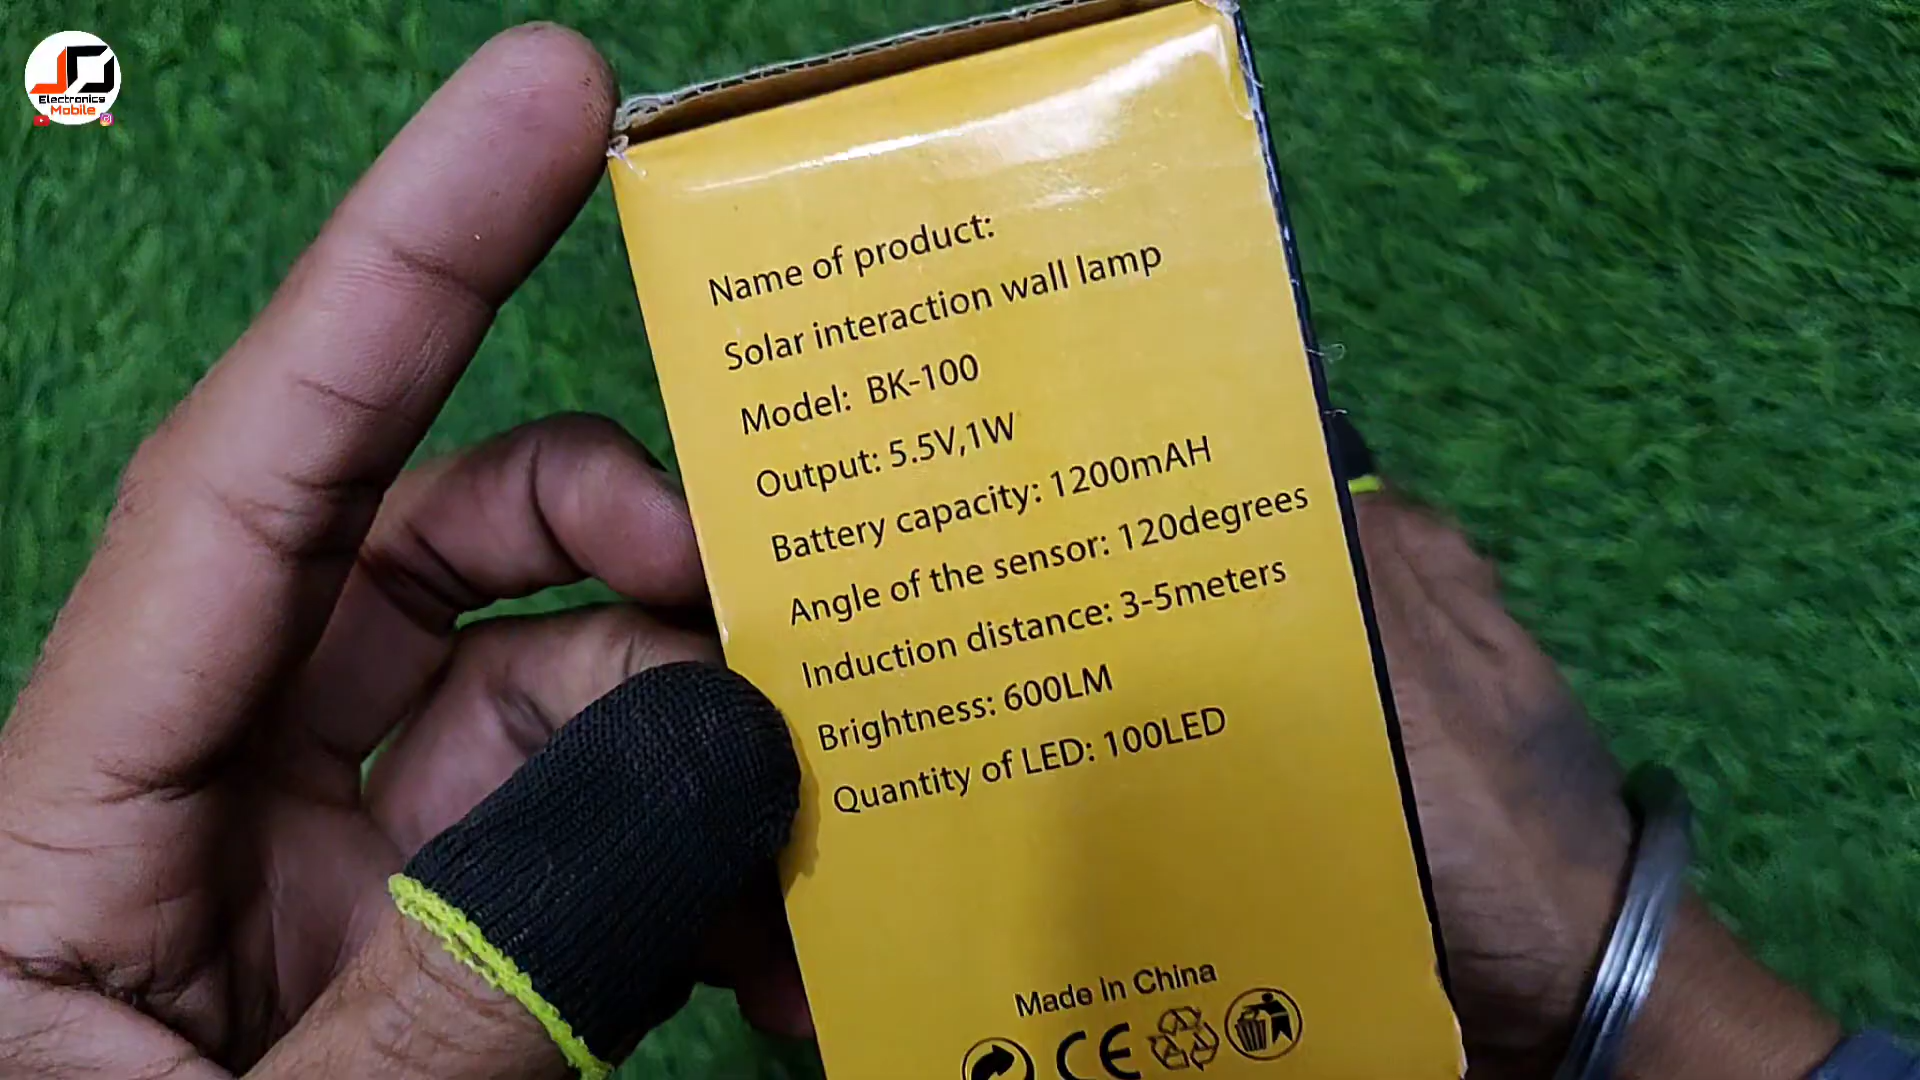 Electronics
Mobile
Name of product:
Solar interaction wall lamp
Model: BK-100
Output: 5.5V,1W
Battery capacity: 1200mAH
Angle of the sensor: 120degrees
Induction distance: 3-5meters
Brightness: 600LM
Quantity of LED: 100LED
Made in China
CE